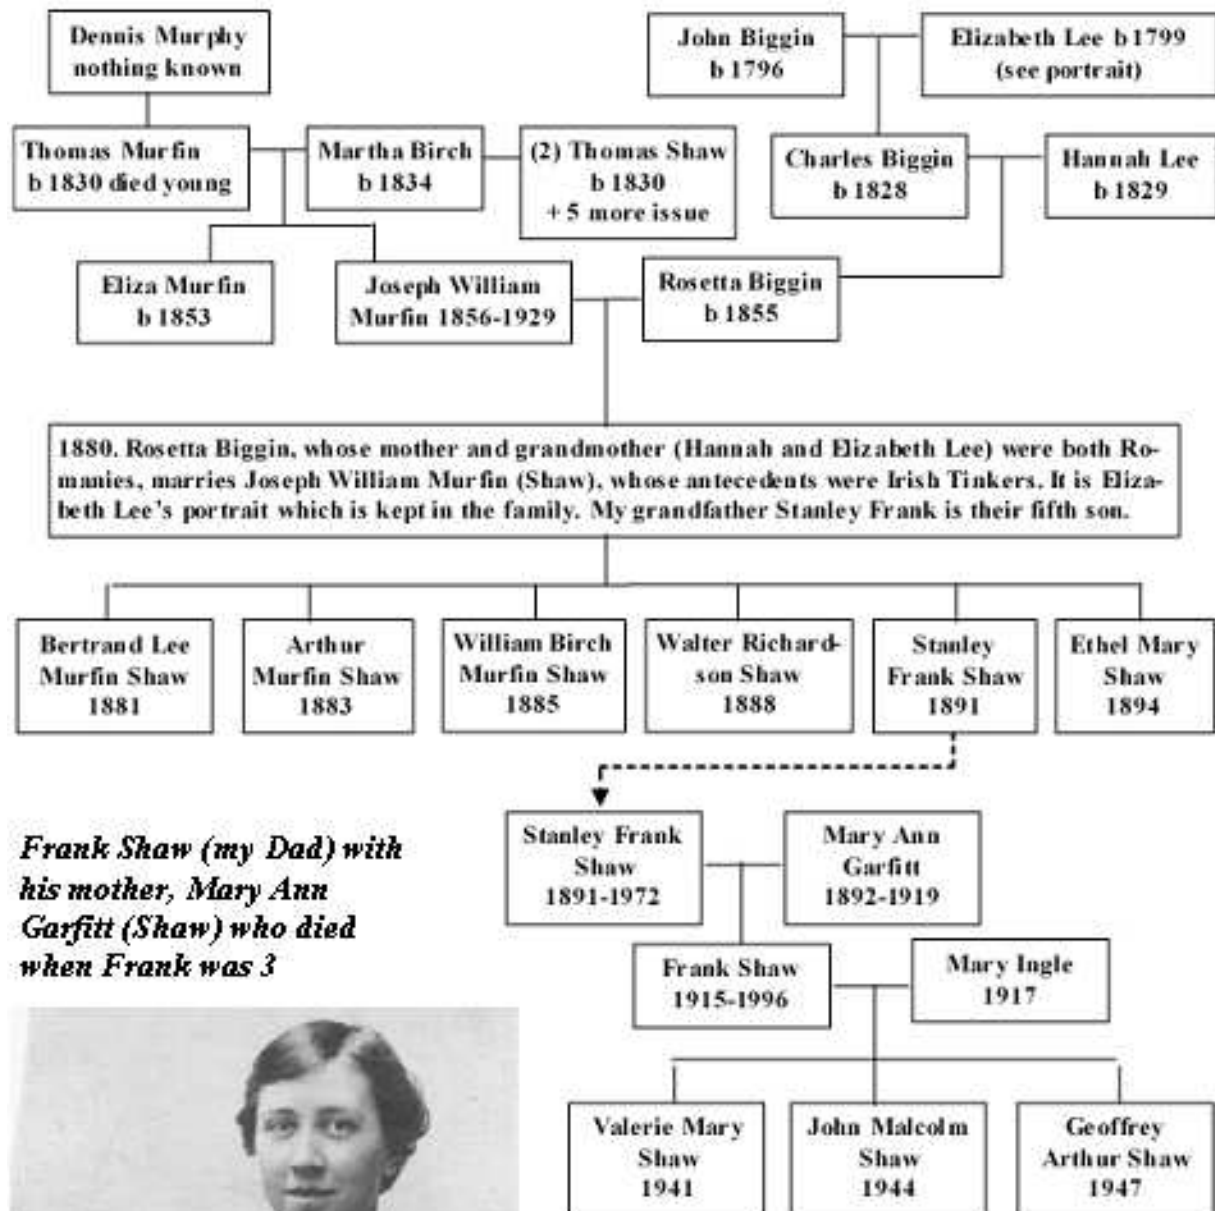 Dennis Murphy
nothing known
John Biggin
b 1796
Elizabeth Lee b 1799
(see portrait)
Thomas Murfin
b 1830 died young
Martha Birch
b 1834
(2) Thomas Shaw
b 1830
+ 5 more issue
Charles Biggin
b 1828
Hannah Lee
b 1829
Eliza Murfin
b 1853
Joseph William
Murfin 1856-1929
Rosetta Biggin
b 1855
1880. Rosetta Biggin, whose mother and grandmother (Hannah and Elizabeth Lee) were both Ro-
manies, marries Joseph William Murfin (Shaw), whose antecedents were Irish Tinkers. It is Eliza-
beth Lee's portrait which is kept in the family. My grandfather Stanley Frank is their fifth son.
Bertrand Lee
Murfin Shaw
1881
Arthur
Murfin Shaw
1883
William Birch
Murfin Shaw
1885
Walter Richard-
son Shaw
1888
Stanley
Frank Shaw
1891
Ethel Mary
Shaw
1894
Stanley Frank
Shaw
1891-1972
Mary Ann
Garfitt
1892-1919
Frank Shaw (my Dad) with
his mother, Mary Ann
Garfitt (Shaw) who died
when Frank was 3
Frank Shaw
1915-1996
Mary Ingle
1917
Valerie Mary
Shaw
1941
John Malcolm
Shaw
1944
Geoffrey
Arthur Shaw
1947